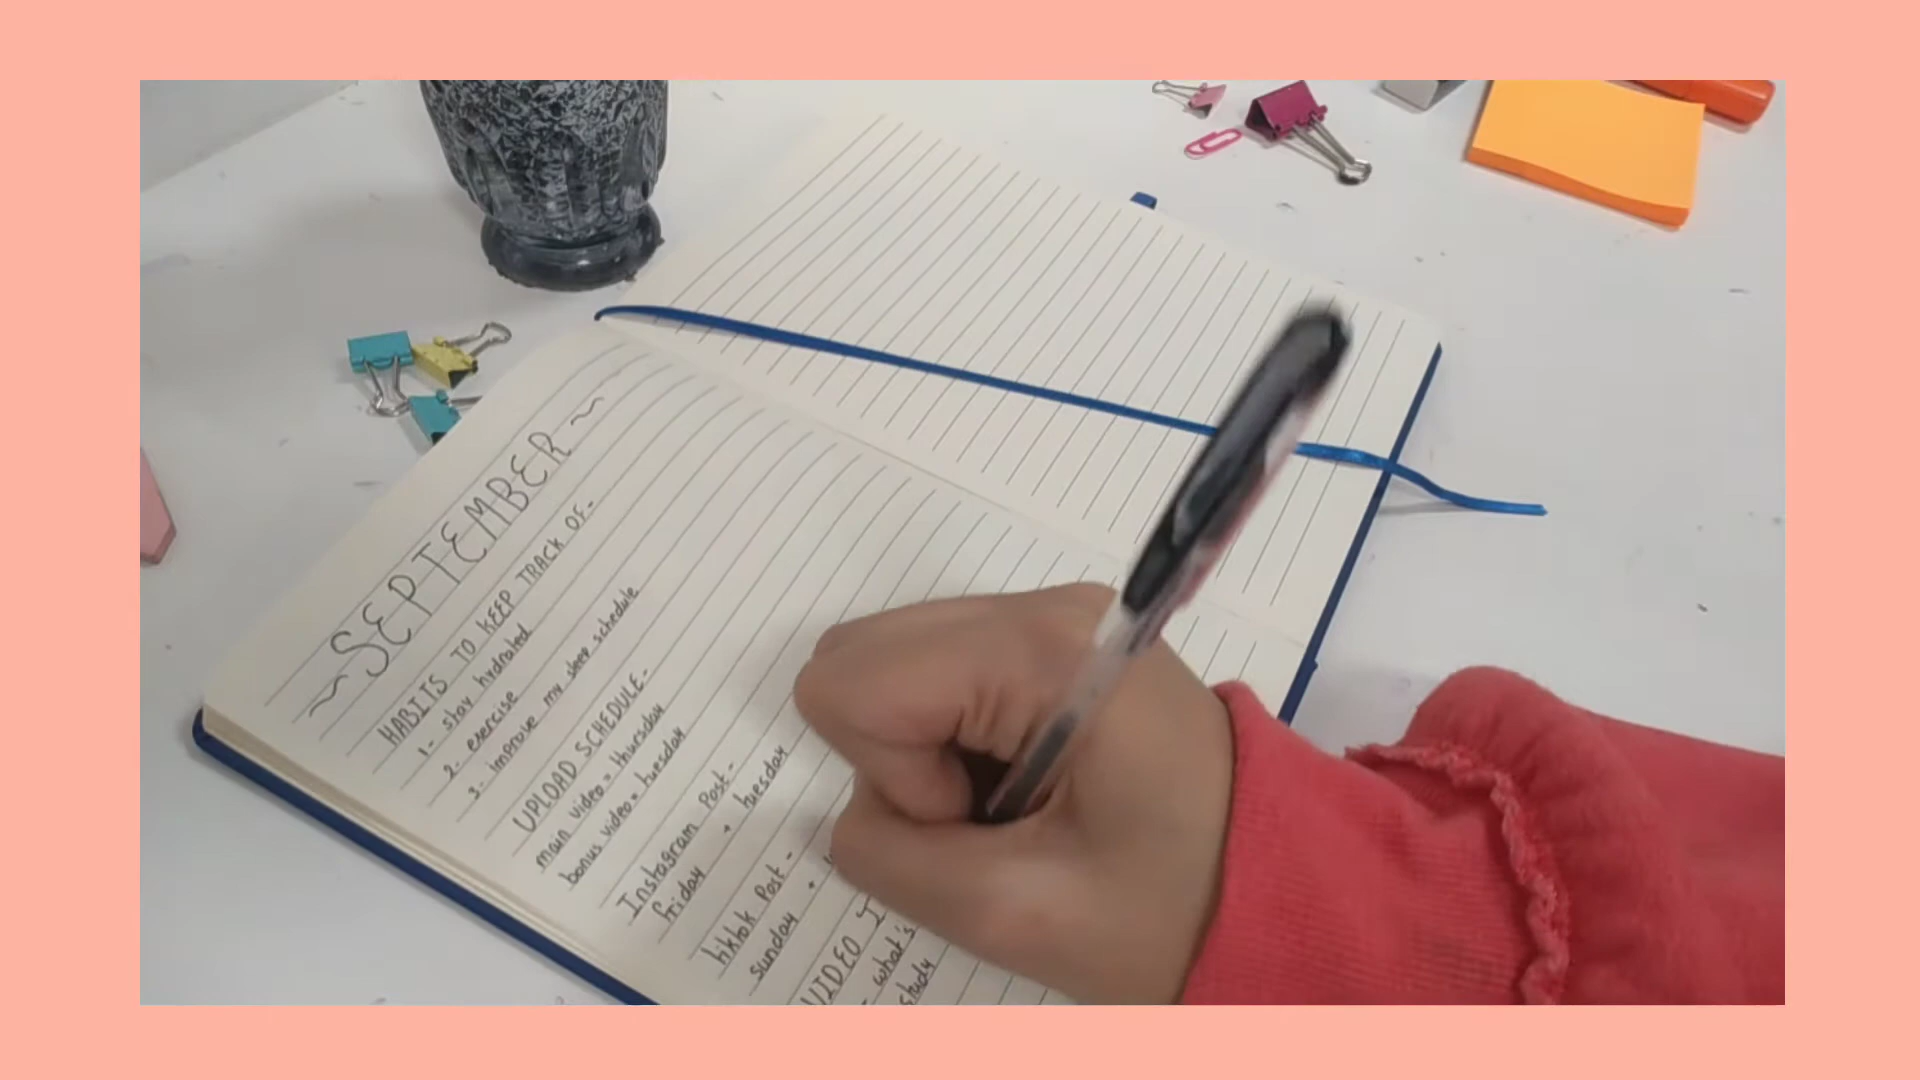 ~ SEPTEMBER ~
HABITS TO KEEP TRACK OF-
1- stay hydrated
2- exercise
3- improve my sleep schedule
UPLOAD SCHEDULE-
main video = thursday
bonus video = tuesday
Instagram Post-
friday + tuesday
tiktok Post -
sunday +
VIDEO I
- what's
study